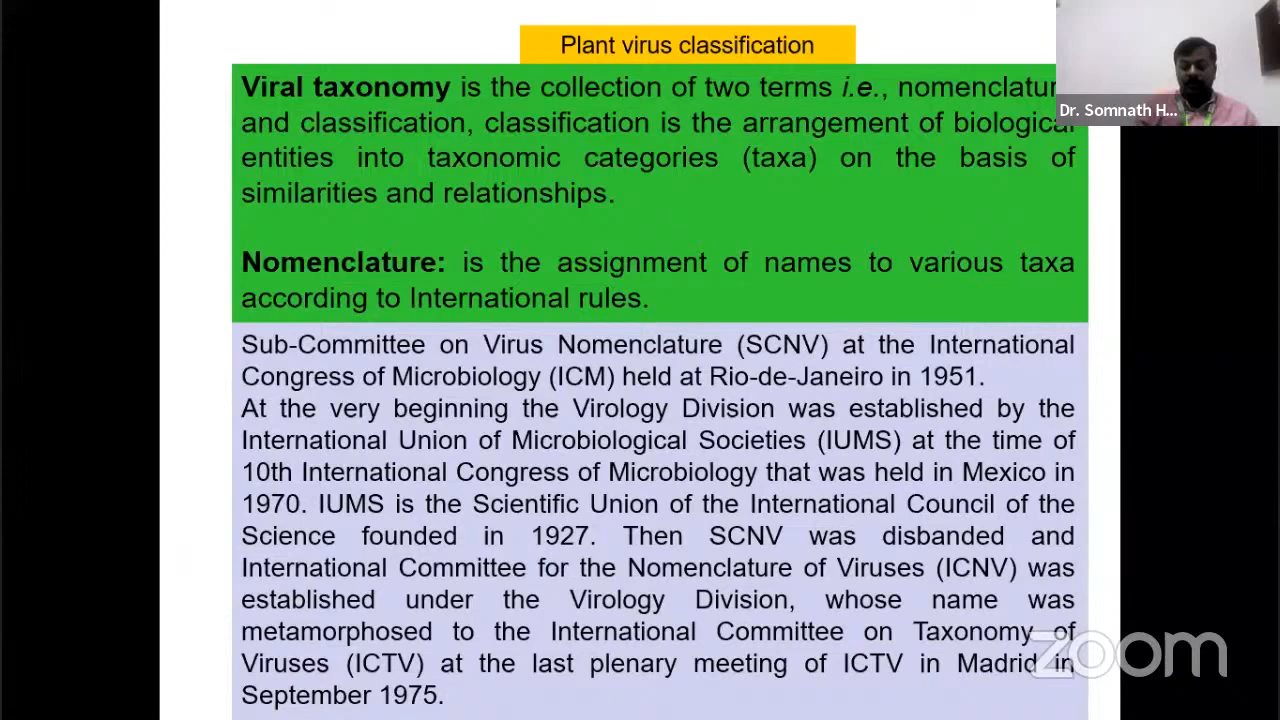 Plant virus classification
Viral taxonomy is the collection of two terms i.e., nomenclatur
and classification, classification is the arrangement of biological
entities into taxonomic categories (taxa) on the basis of
similarities and relationships.
Nomenclature: is the assignment of names to various taxa
according to International rules.
Sub-Committee on Virus Nomenclature (SCNV) at the International
Congress of Microbiology (ICM) held at Rio-de-Janeiro in 1951.
At the very beginning the Virology Division was established by the
International Union of Microbiological Societies (IUMS) at the time of
10th International Congress of Microbiology that was held in Mexico in
1970. IUMS is the Scientific Union of the International Council of the
Science founded in 1927. Then SCNV was disbanded and
International Committee for the Nomenclature of Viruses (ICNV) was
established under the Virology Division, whose name was
metamorphosed to the International Committee on Taxonomy of
Viruses (ICTV) at the last plenary meeting of ICTV in Madrid in
September 1975.
Dr. Somnath H...
zoom